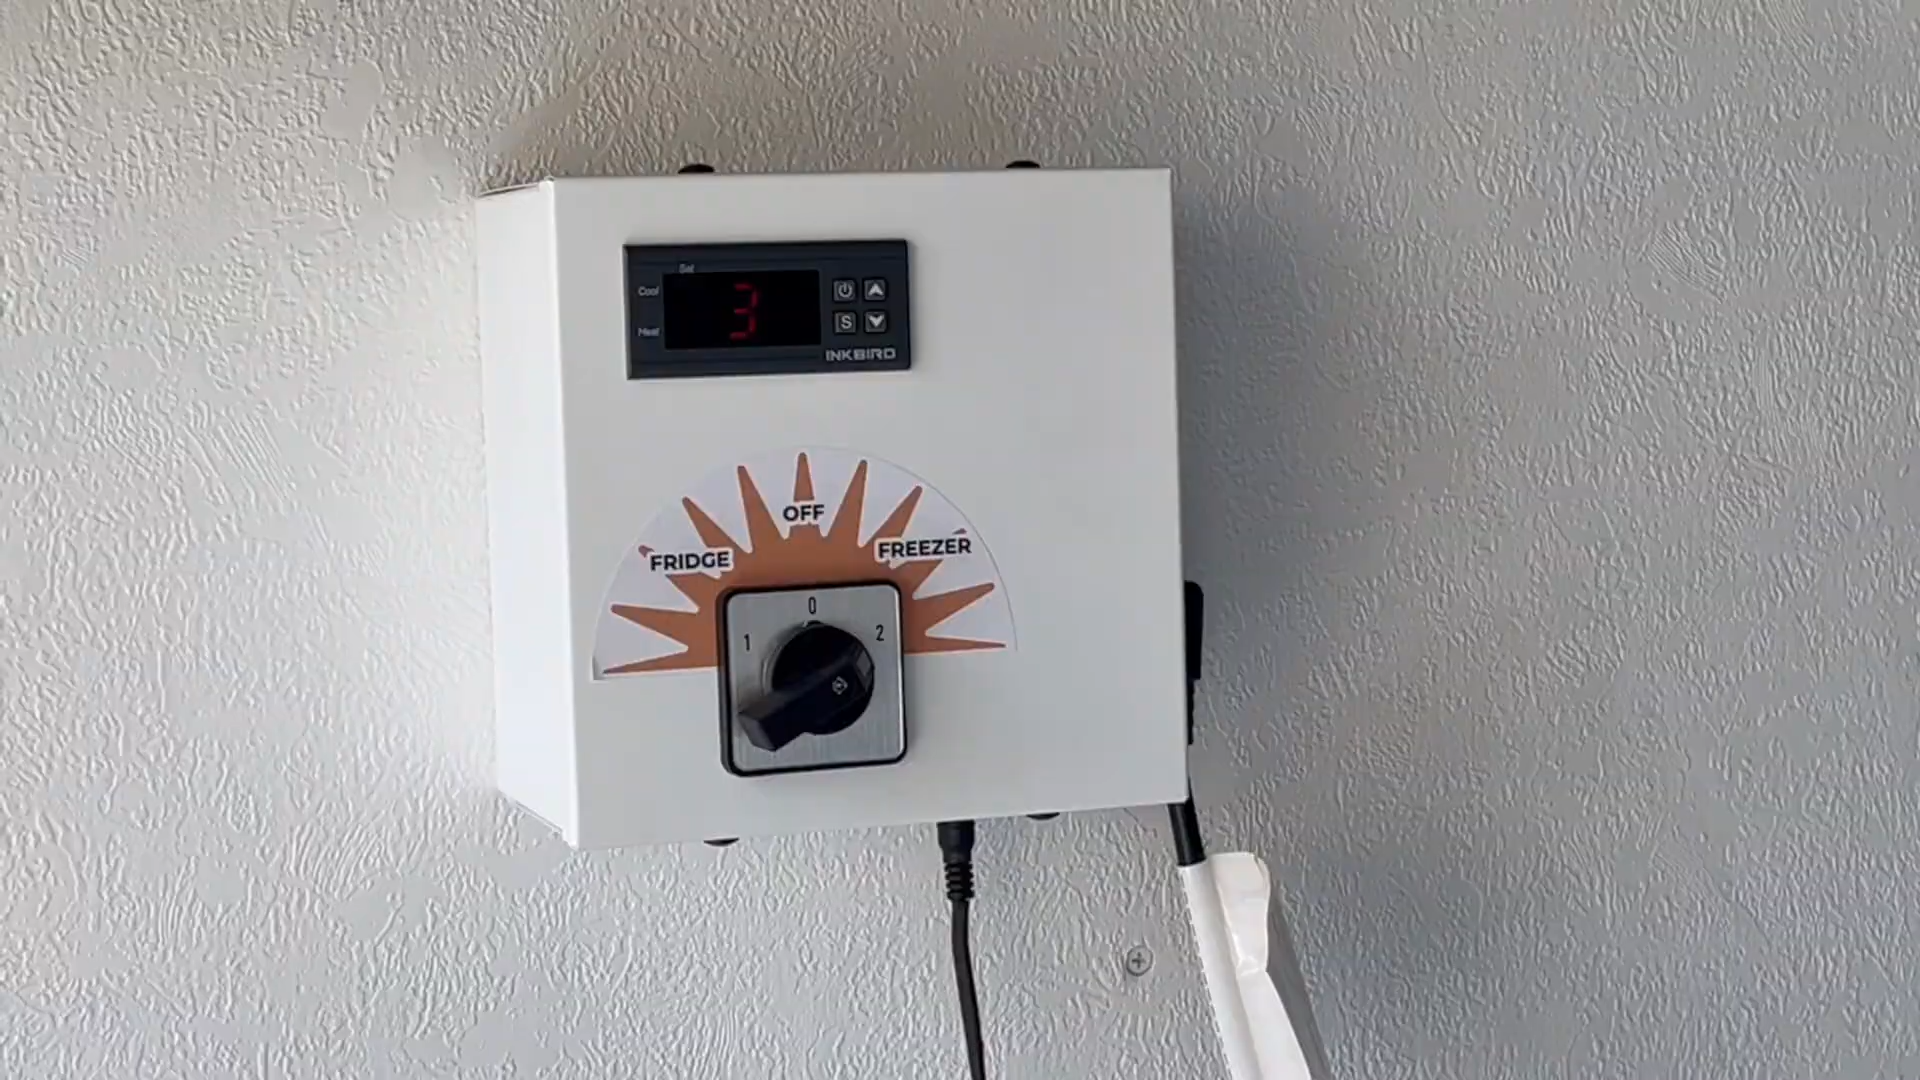 Set
Cool
3
Heat
S
INKBIRD
OFF
FRIDGE
FREEZER
0
1
2